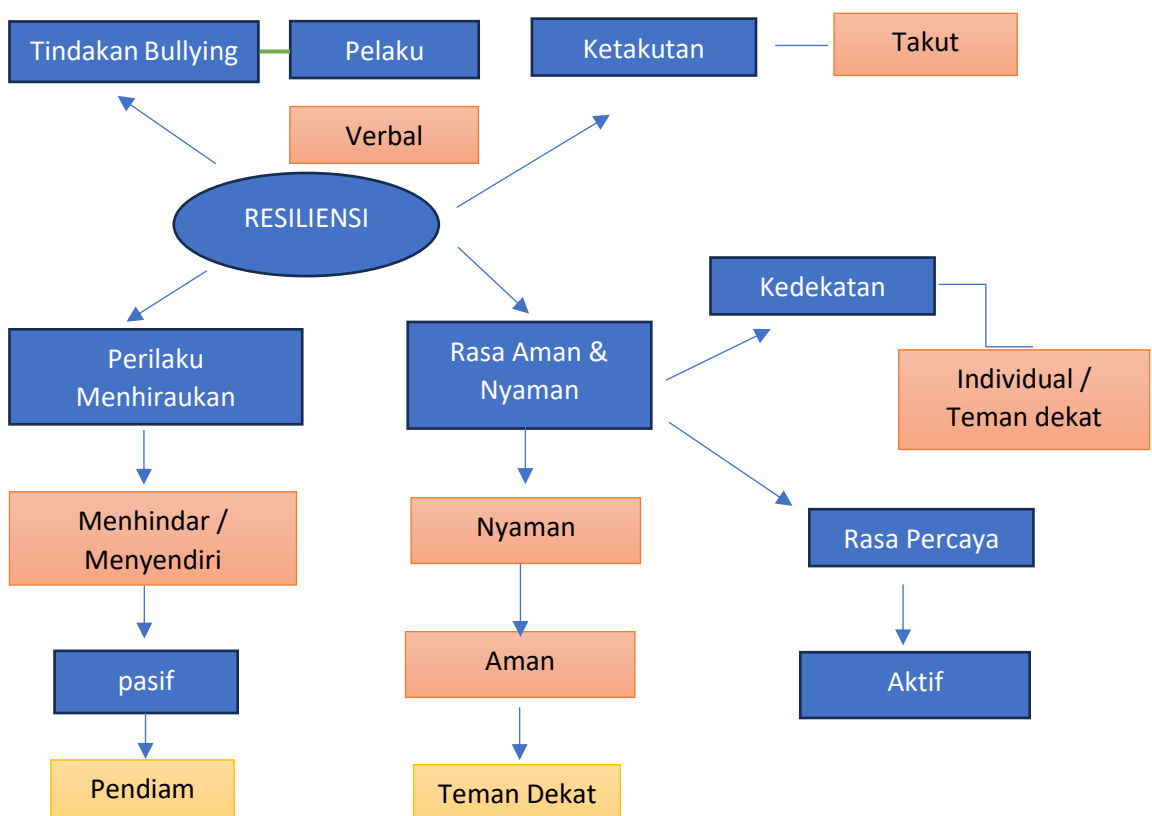 Tindakan Bullying
Pelaku
Ketakutan
Takut
Verbal
RESILIENSI
Kedekatan
Perilaku
Menhiraukan
Rasa Aman &
Nyaman
Individual /
Teman dekat
Menhindar /
Menyendiri
Nyaman
Rasa Percaya
pasif
Aman
Aktif
Pendiam
Teman Dekat